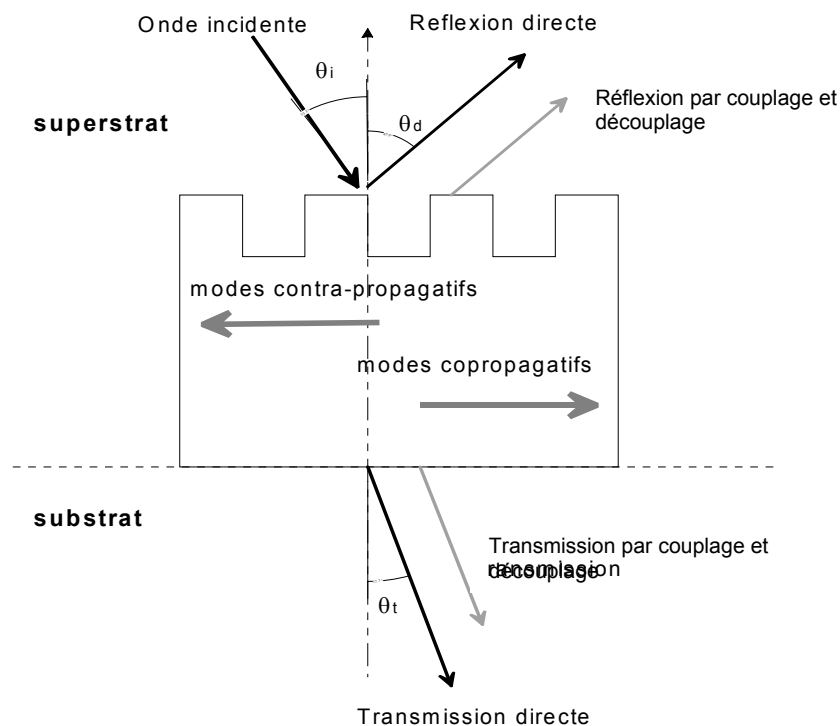 Onde incidente
Reflexion directe
θi
θd
Réflexion par couplage et
découplage
superstrat
modes contra-propagatifs
modes copropagatifs
substrat
Transmission par couplage et
découplage
θt
Transmission directe